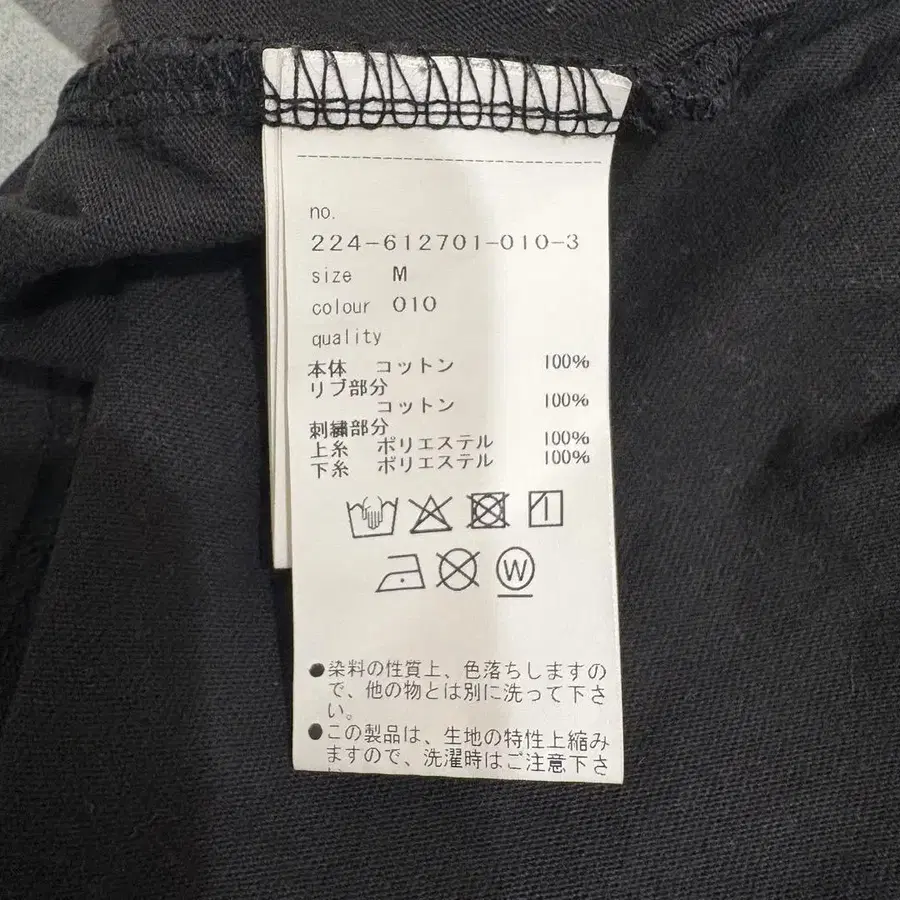 no.
224-612701-010-3
size M
colour 010
quality
本体 コットン 100%
リブ部分
コットン 100%
刺繍部分
上糸 ポリエステル 100%
下糸 ポリエステル 100%
W
●染料の性質上、色落ちしますの
で、他の物とは別に洗って下さ
い。
●この製品は、生地の特性上縮み
ますので、洗濯時はご注意下さ